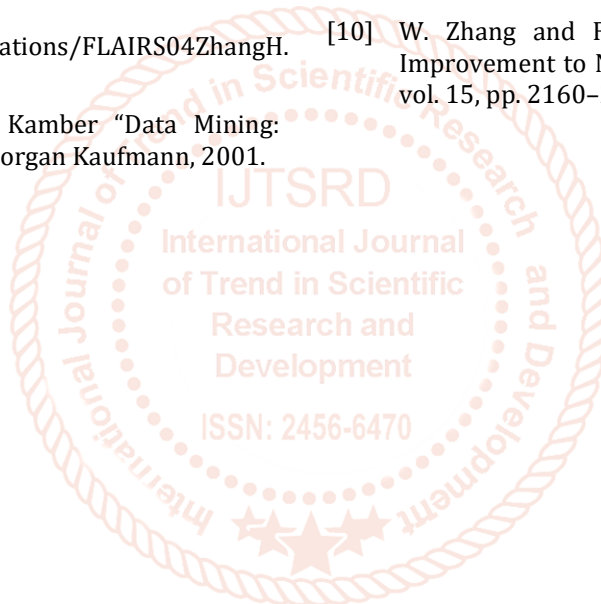 ations/FLAIRS04ZhangH.
Kamber “Data Mining:
organ Kaufmann, 2001.
[10] W. Zhang and F
Improvement to N
vol. 15, pp. 2160–
International Journal of Trend in Scientific Research and Development
IJTSRD
International Journal
of Trend in Scientific
Research and
Development
ISSN: 2456-6470